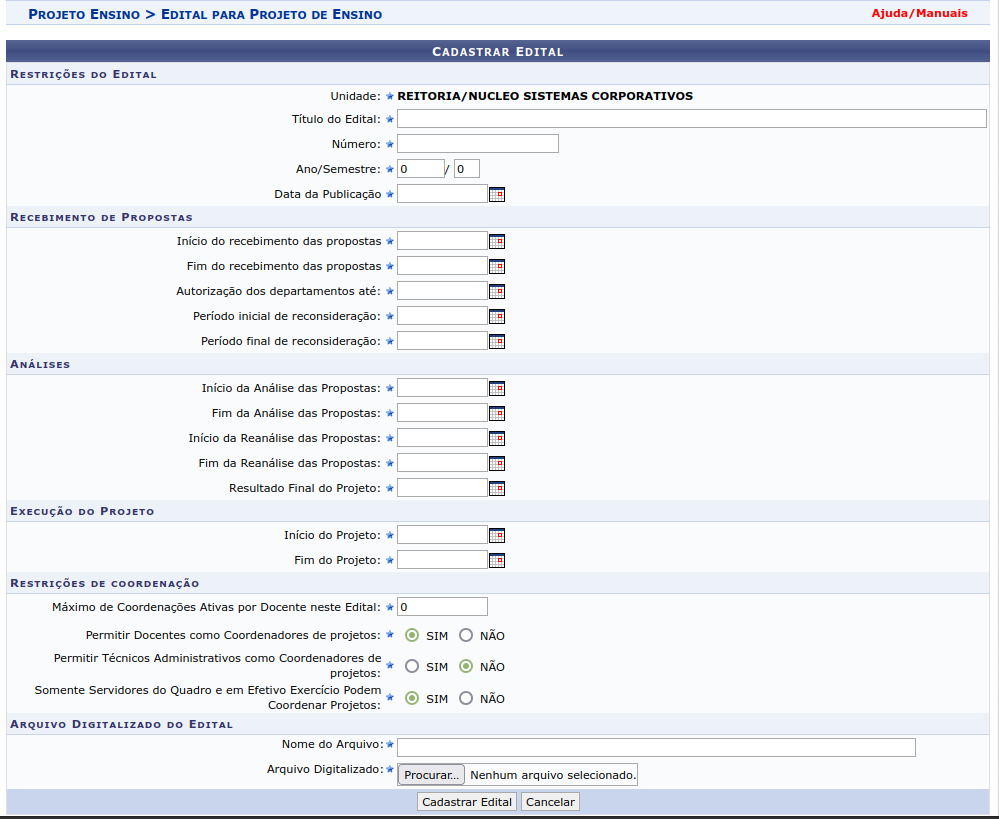 Projeto Ensino > Edital para Projeto de Ensino
Ajuda/Manuais
Cadastrar Edital
Restrições do Edital
Unidade: REITORIA/NUCLEO SISTEMAS CORPORATIVOS
Título do Edital:
Número:
Ano/Semestre: 0 / 0
Data da Publicação
Recebimento de Propostas
Início do recebimento das propostas
Fim do recebimento das propostas
Autorização dos departamentos até:
Período inicial de reconsideração:
Período final de reconsideração:
Análises
Início da Análise das Propostas:
Fim da Análise das Propostas:
Início da Reanálise das Propostas:
Fim da Reanálise das Propostas:
Resultado Final do Projeto:
Execução do Projeto
Início do Projeto:
Fim do Projeto:
Restrições de coordenação
Máximo de Coordenações Ativas por Docente neste Edital: 0
Permitir Docentes como Coordenadores de projetos: SIM NÃO
Permitir Técnicos Administrativos como Coordenadores de
projetos: SIM NÃO
Somente Servidores do Quadro e em Efetivo Exercício Podem
Coordenar Projetos: SIM NÃO
Arquivo Digitalizado do Edital
Nome do Arquivo:
Arquivo Digitalizado: Procurar... Nenhum arquivo selecionado.
Cadastrar Edital Cancelar